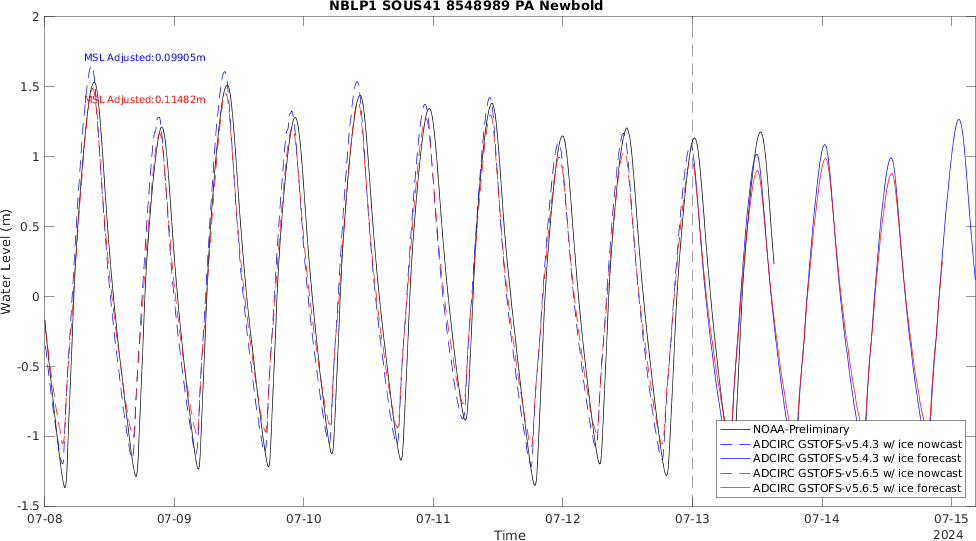 NBLP1 SOUS41 8548989 PA Newbold
MSL Adjusted:0.09905m
MSL Adjusted:0.11482m
Water Level (m)
2
1.5
1
0.5
0
-0.5
-1
-1.5
07-08
07-09
07-10
07-11
07-12
07-13
07-14
07-15
2024
Time
NOAA-Preliminary
ADCIRC GSTOFS-v5.4.3 w/ ice nowcast
ADCIRC GSTOFS-v5.4.3 w/ ice forecast
ADCIRC GSTOFS-v5.6.5 w/ ice nowcast
ADCIRC GSTOFS-v5.6.5 w/ ice forecast